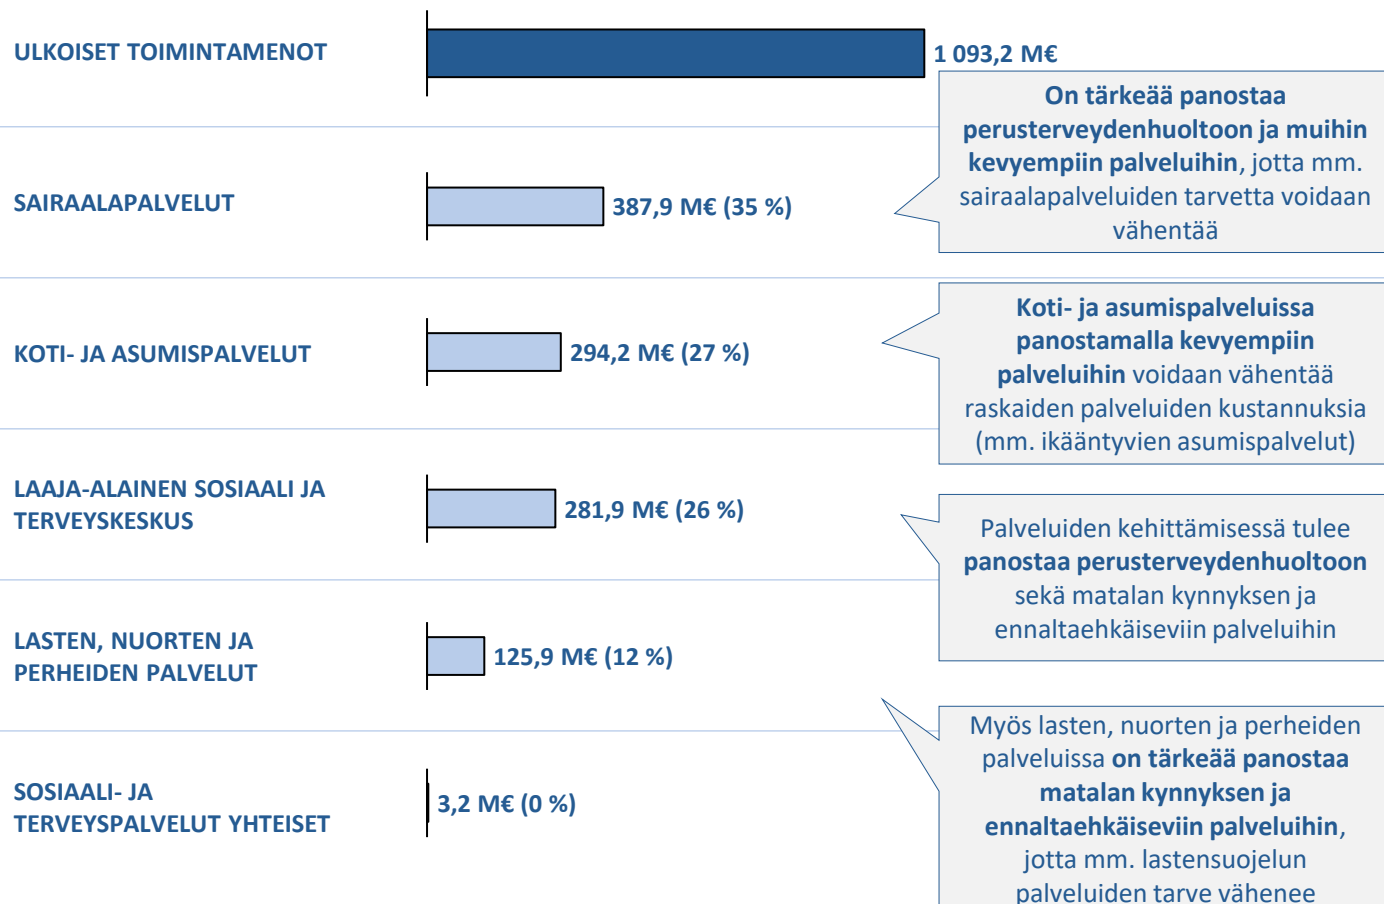 ULKOISET TOIMINTAMENOT
1 093,2 M€
On tärkeää panostaa
perusterveydenhuoltoon ja muihin
kevyempiin palveluihin, jotta mm.
sairaalapalveluiden tarvetta voidaan
vähentää
SAIRAALAPALVELUT
387,9 M€ (35 %)
Koti- ja asumispalveluissa
panostamalla kevyempiin
palveluihin voidaan vähentää
raskaiden palveluiden kustannuksia
(mm. ikääntyvien asumispalvelut)
KOTI- JA ASUMISPALVELUT
294,2 M€ (27 %)
LAAJA-ALAINEN SOSIAALI JA
TERVEYSKESKUS
281,9 M€ (26 %)
Palveluiden kehittämisessä tulee
panostaa perusterveydenhuoltoon
sekä matalan kynnyksen ja
ennaltaehkäiseviin palveluihin
LASTEN, NUORTEN JA
PERHEIDEN PALVELUT
125,9 M€ (12 %)
Myös lasten, nuorten ja perheiden
palveluissa on tärkeää panostaa
matalan kynnyksen ja
ennaltaehkäiseviin palveluihin,
jotta mm. lastensuojelun
palveluiden tarve vähenee
SOSIAALI- JA
TERVEYSPALVELUT YHTEISET
3,2 M€ (0 %)